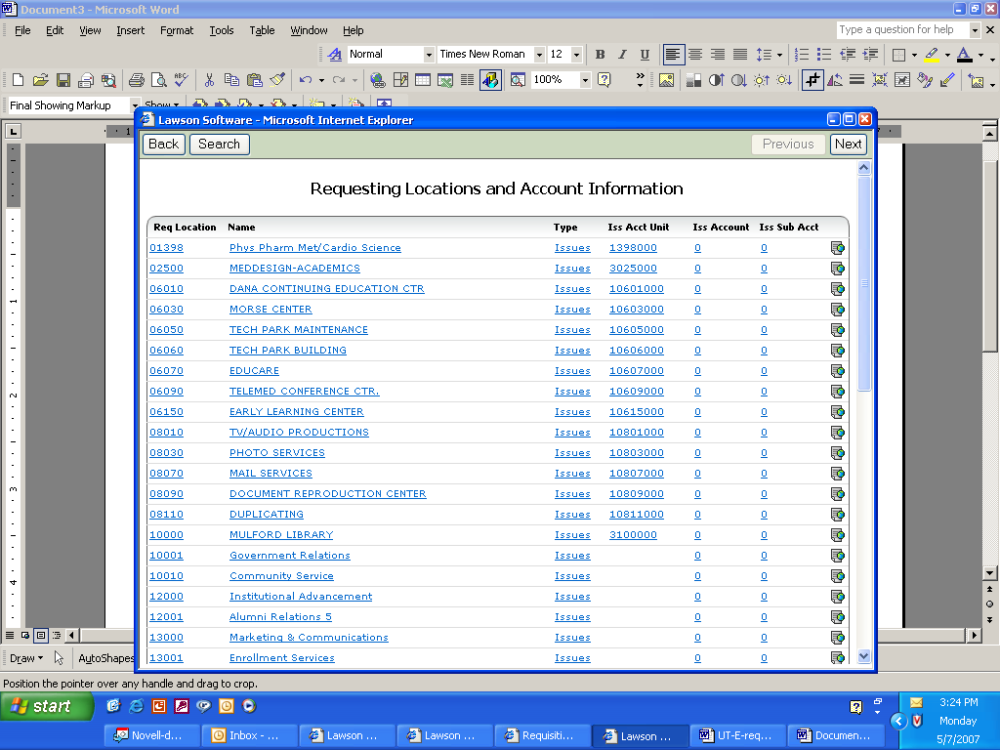 Document3 - Microsoft Word
File Edit View Insert Format Tools Table Window Help Type a question for help
Normal Times New Roman 12 B I U
100%
Final Showing Markup Show
Lawson Software - Microsoft Internet Explorer
Back Search Previous Next
Requesting Locations and Account Information
Req Location Name Type Iss Acct Unit Iss Account Iss Sub Acct
01398 Phys Pharm Met/Cardio Science Issues 1398000 0 0
02500 MEDDESIGN-ACADEMICS Issues 3025000 0 0
06010 DANA CONTINUING EDUCATION CTR Issues 10601000 0 0
06030 MORSE CENTER Issues 10603000 0 0
06050 TECH PARK MAINTENANCE Issues 10605000 0 0
06060 TECH PARK BUILDING Issues 10606000 0 0
06070 EDUCARE Issues 10607000 0 0
06090 TELEMED CONFERENCE CTR. Issues 10609000 0 0
06150 EARLY LEARNING CENTER Issues 10615000 0 0
08010 TV/AUDIO PRODUCTIONS Issues 10801000 0 0
08030 PHOTO SERVICES Issues 10803000 0 0
08070 MAIL SERVICES Issues 10807000 0 0
08090 DOCUMENT REPRODUCTION CENTER Issues 10809000 0 0
08110 DUPLICATING Issues 10811000 0 0
10000 MULFORD LIBRARY Issues 3100000 0 0
10001 Government Relations Issues 0 0
10010 Community Service Issues 0 0
12000 Institutional Advancement Issues 0 0
12001 Alumni Relations 5 Issues 0 0
13000 Marketing & Communications Issues 0 0
13001 Enrollment Services Issues 0 0
Draw AutoShapes
Position the pointer over any handle and drag to crop.
start 3:24 PM
Monday
Novell-d... Inbox - ... Lawson ... Lawson ... Requisiti... Lawson ... UT-E-req... Documen...
5/7/2007